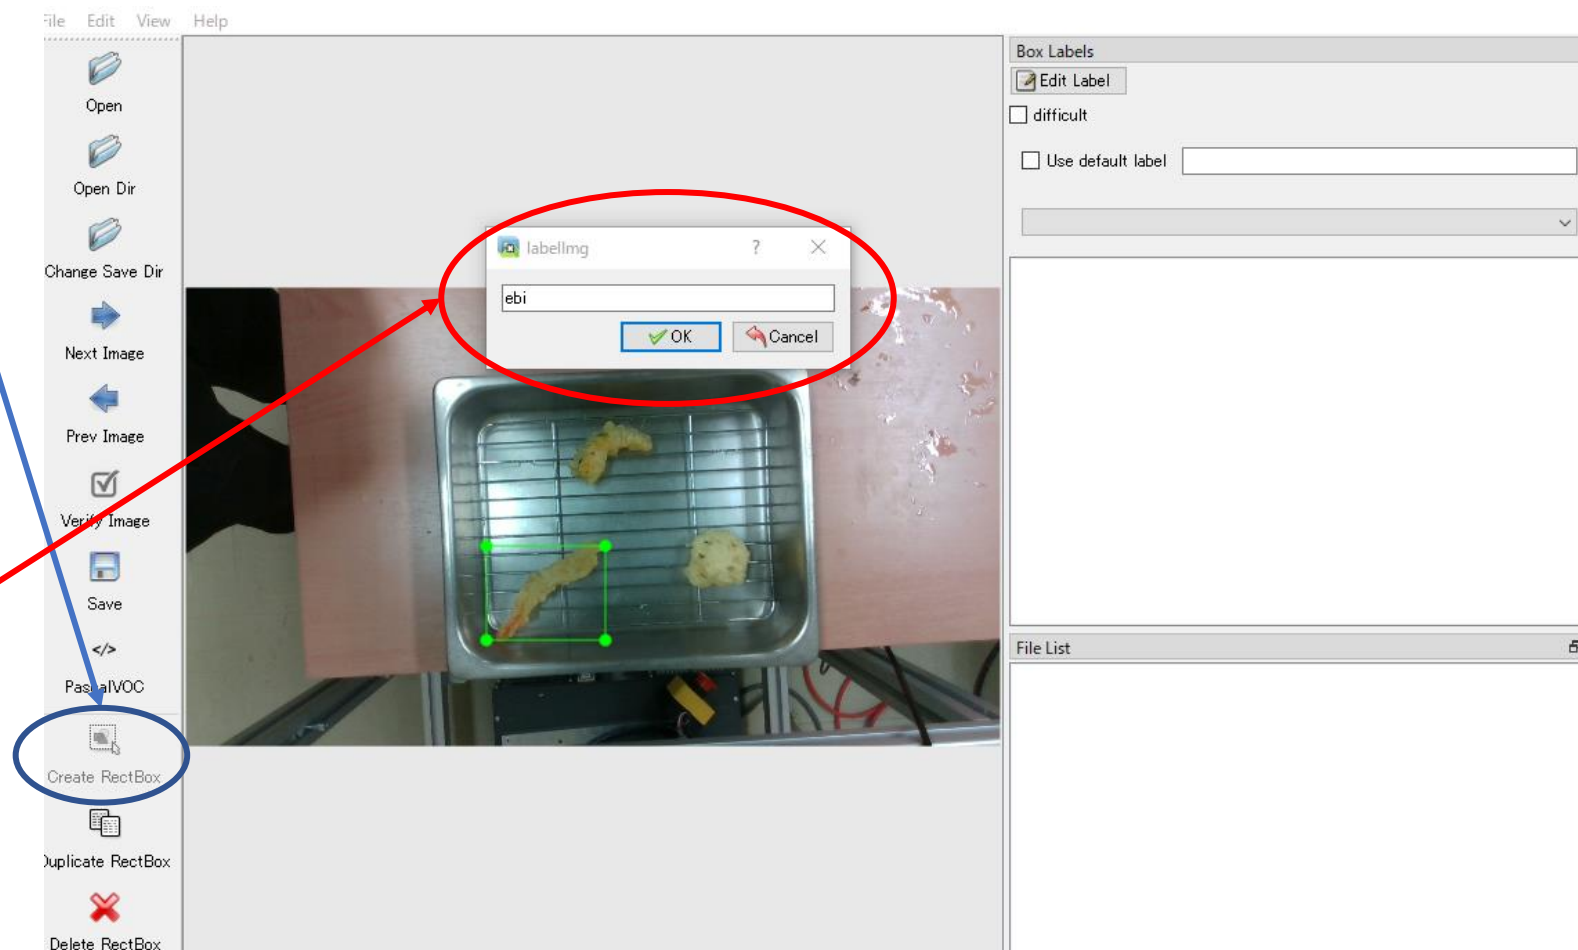 File Edit View Help
Open
Open Dir
Change Save Dir
Next Image
Prev Image
Verify Image
Save
</>
PascalVOC
Create RectBox
Duplicate RectBox
Delete RectBox
labelImg ? ×
ebi
OK Cancel
Box Labels
Edit Label
difficult
Use default label
File List